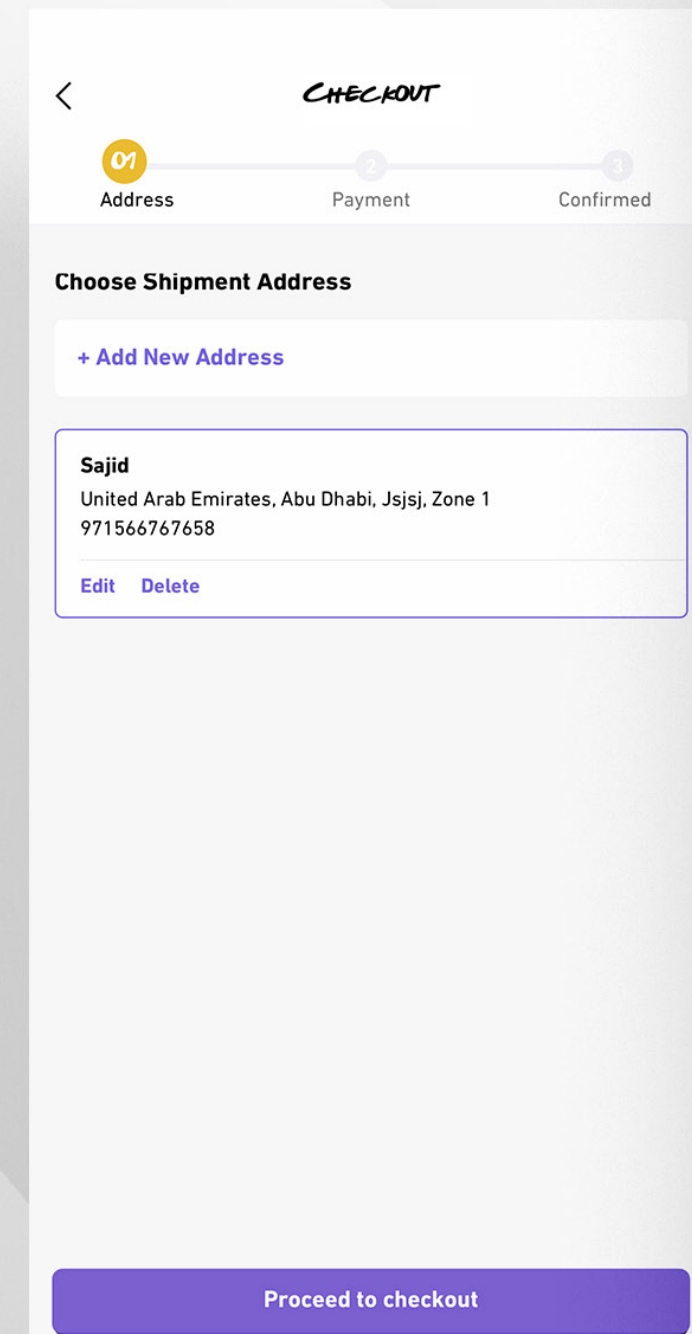 CHECKOUT
01
2
3
Address
Payment
Confirmed
Choose Shipment Address
+ Add New Address
Sajid
United Arab Emirates, Abu Dhabi, Jsjsj, Zone 1
971566767658
Edit Delete
Proceed to checkout